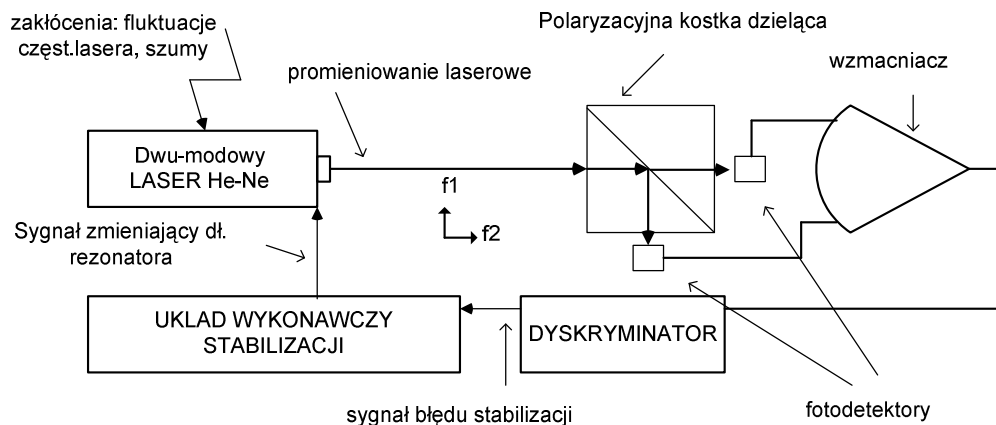 zakłócenia: fluktuacje
częst.lasera, szumy
promieniowanie laserowe
Polaryzacyjna kostka dzieląca
wzmacniacz
Dwu-modowy
LASER He-Ne
f1
f2
Sygnał zmieniający dł.
rezonatora
UKLAD WYKONAWCZY
STABILIZACJI
DYSKRYMINATOR
sygnał błędu stabilizacji
fotodetektory